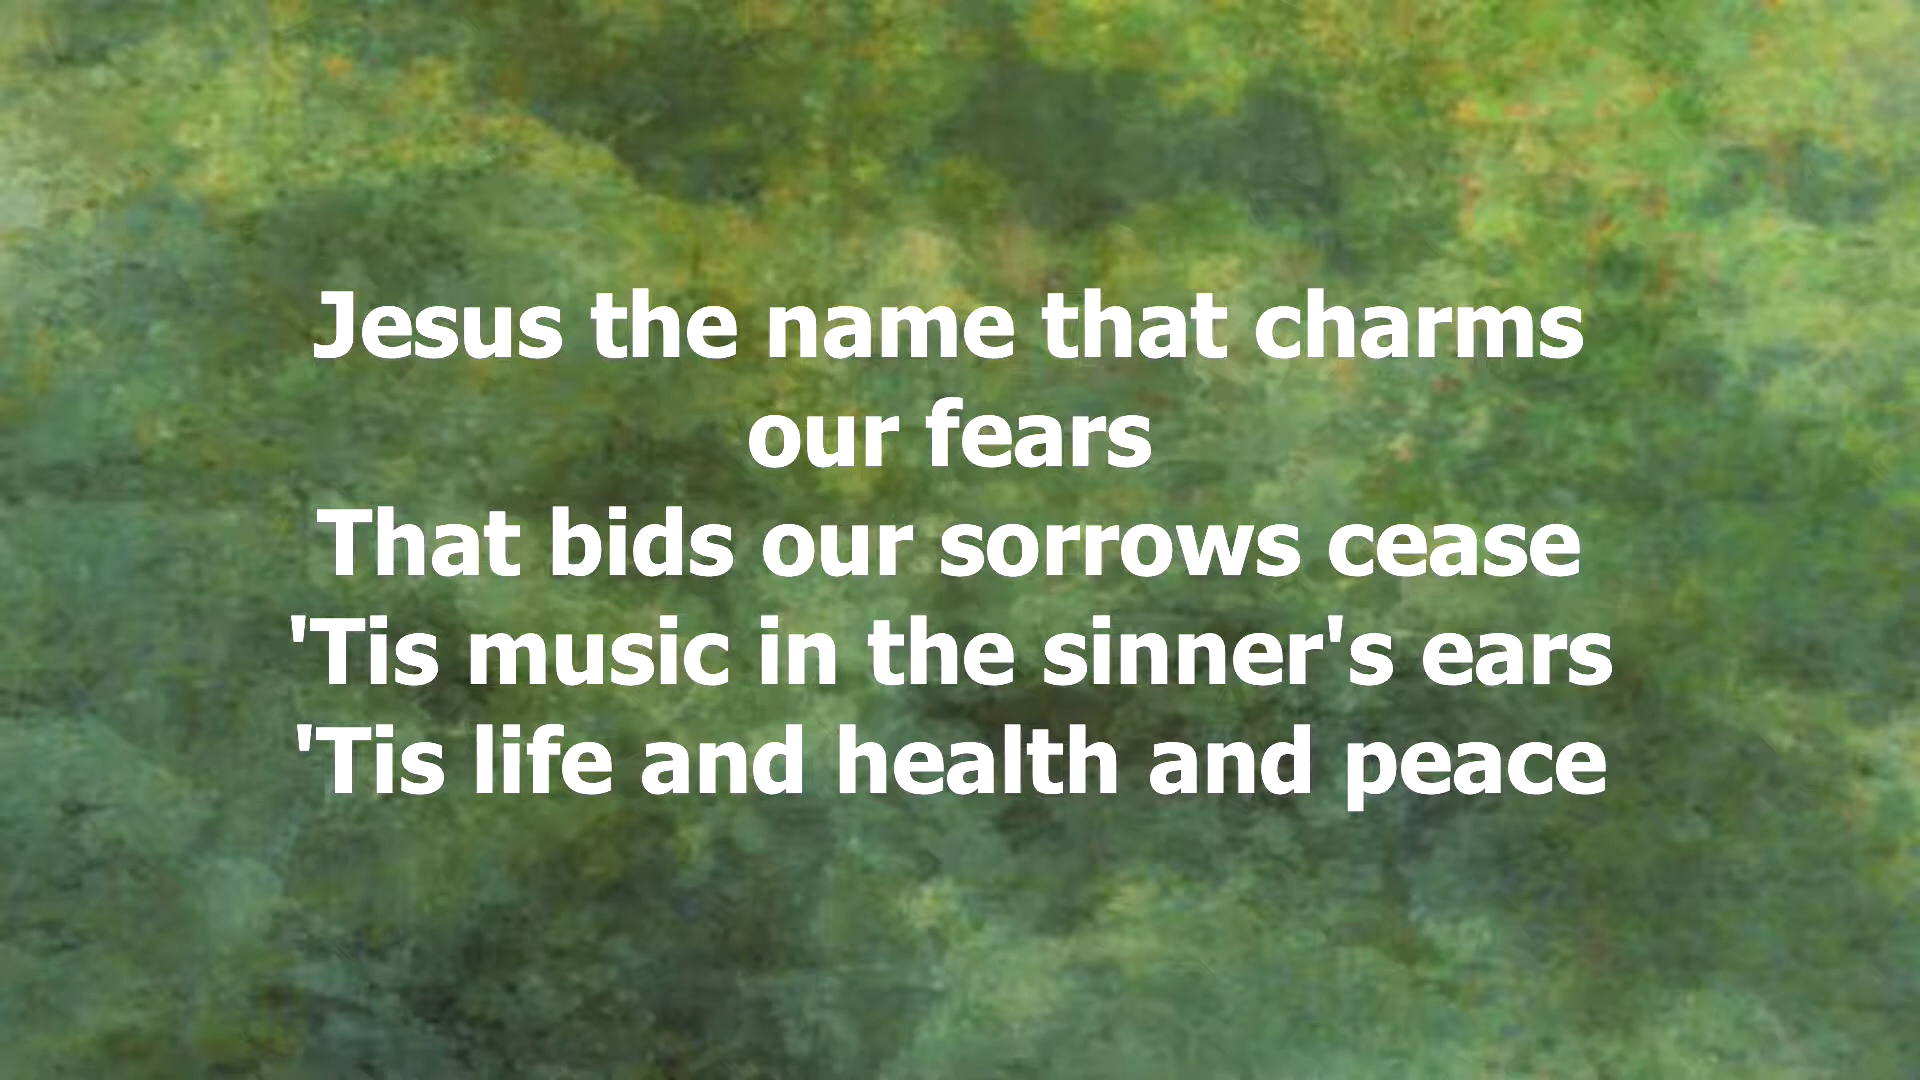 Jesus the name that charms
our fears
That bids our sorrows cease
'Tis music in the sinner's ears
'Tis life and health and peace